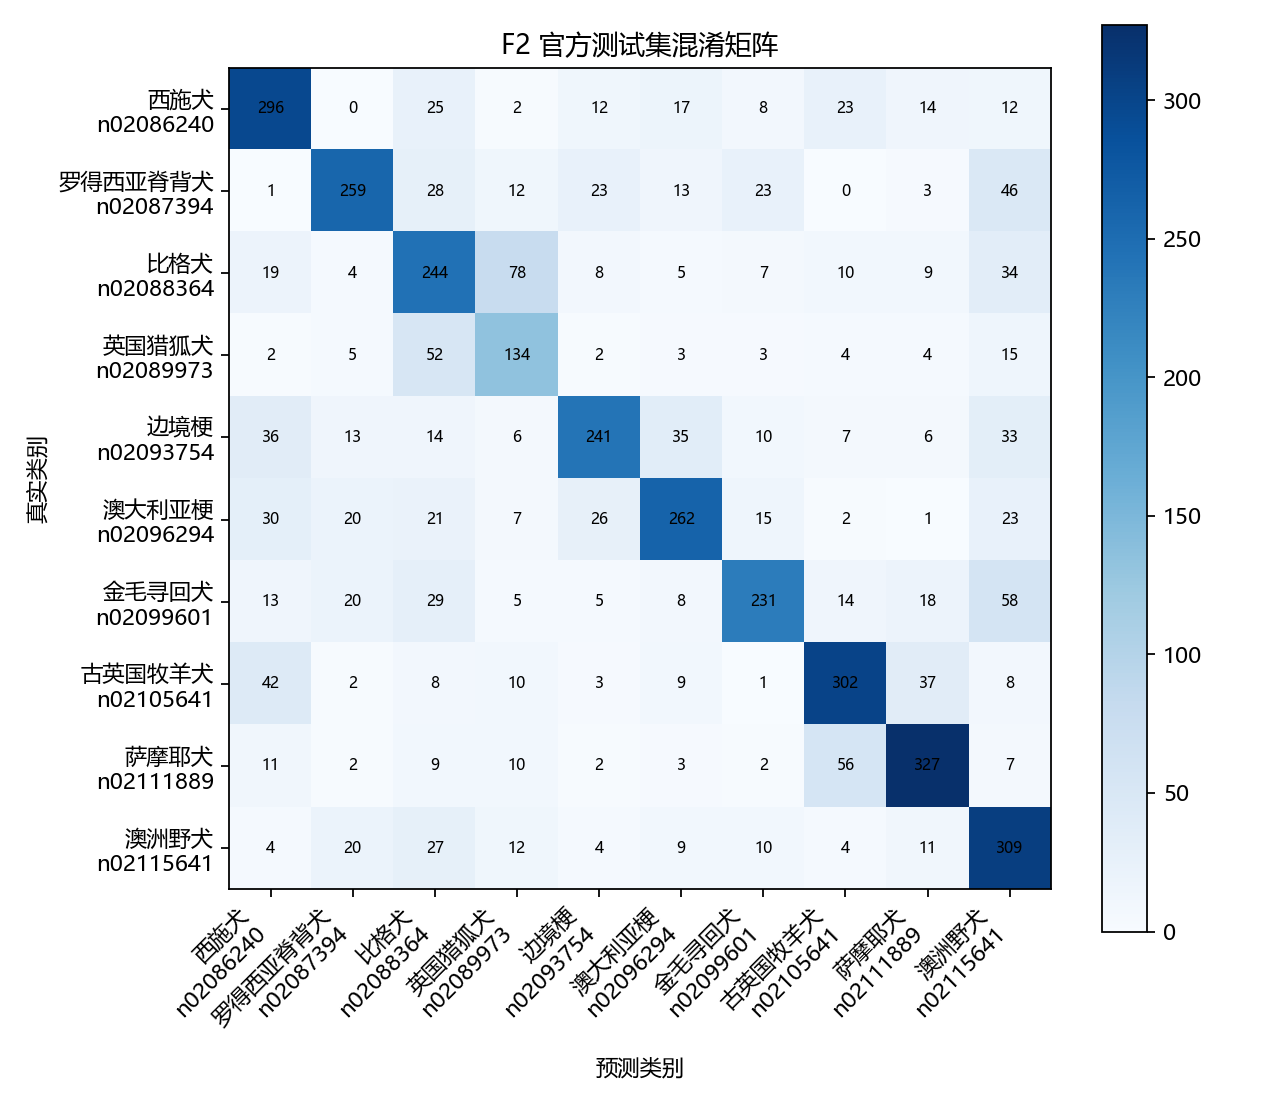 F2 官方测试集混淆矩阵
西施犬
n02086240
296 0 25 2 12 17 8 23 14 12
罗得西亚脊背犬
n02087394
1 259 28 12 23 13 23 0 3 46
比格犬
n02088364
19 4 244 78 8 5 7 10 9 34
英国猎狐犬
n02089973
2 5 52 134 2 3 3 4 4 15
边境梗
n02093754
36 13 14 6 241 35 10 7 6 33
澳大利亚梗
n02096294
30 20 21 7 26 262 15 2 1 23
金毛寻回犬
n02099601
13 20 29 5 5 8 231 14 18 58
古英国牧羊犬
n02105641
42 2 8 10 3 9 1 302 37 8
萨摩耶犬
n02111889
11 2 9 10 2 3 2 56 327 7
澳洲野犬
n02115641
4 20 27 12 4 9 10 4 11 309
真实类别
西施犬
n02086240
罗得西亚脊背犬
n02087394
比格犬
n02088364
英国猎狐犬
n02089973
边境梗
n02093754
澳大利亚梗
n02096294
金毛寻回犬
n02099601
古英国牧羊犬
n02105641
萨摩耶犬
n02111889
澳洲野犬
n02115641
预测类别
300
250
200
150
100
50
0